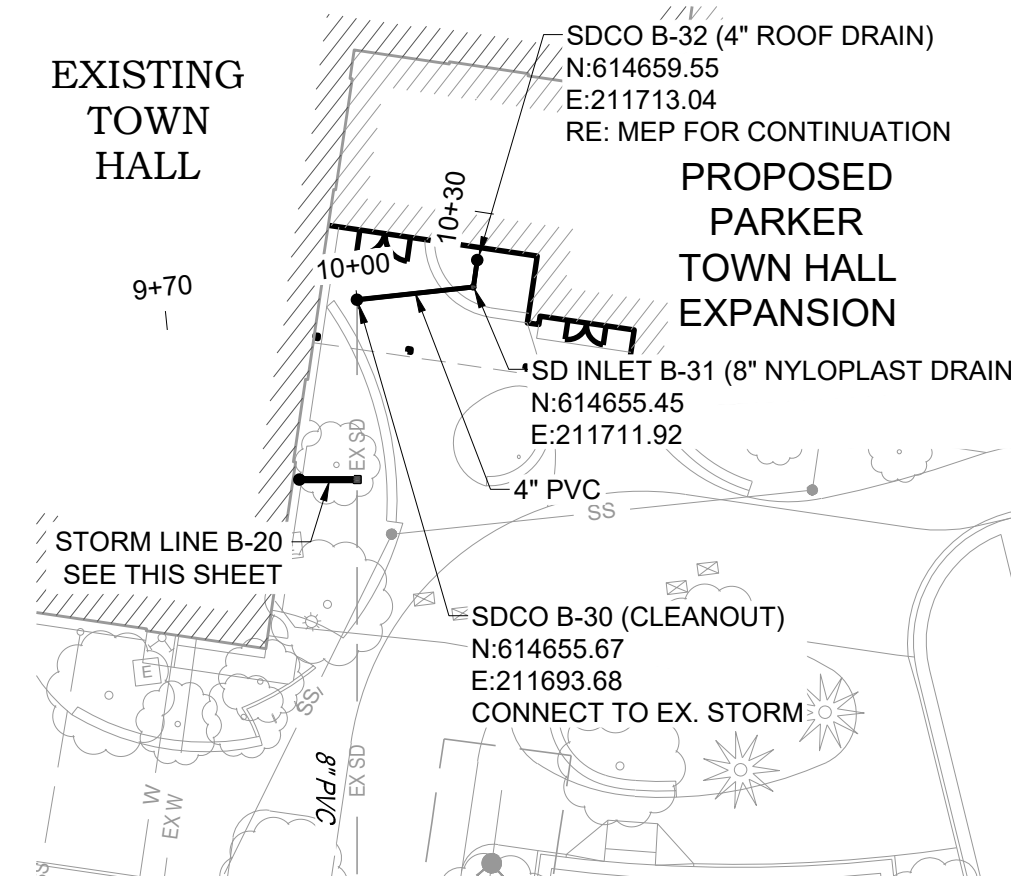 EXISTING
TOWN
HALL
SDCO B-32 (4" ROOF DRAIN)
N:614659.55
E:211713.04
RE: MEP FOR CONTINUATION
PROPOSED
PARKER
TOWN HALL
EXPANSION
10+30
10+00
9+70
SD INLET B-31 (8" NYLOPLAST DRAIN
N:614655.45
E:211711.92
EX SD
4" PVC
SS
STORM LINE B-20
SEE THIS SHEET
SDCO B-30 (CLEANOUT)
N:614655.67
E:211693.68
CONNECT TO EX. STORM
E
SS
8" PVC
EX SD
W
EX W
SS